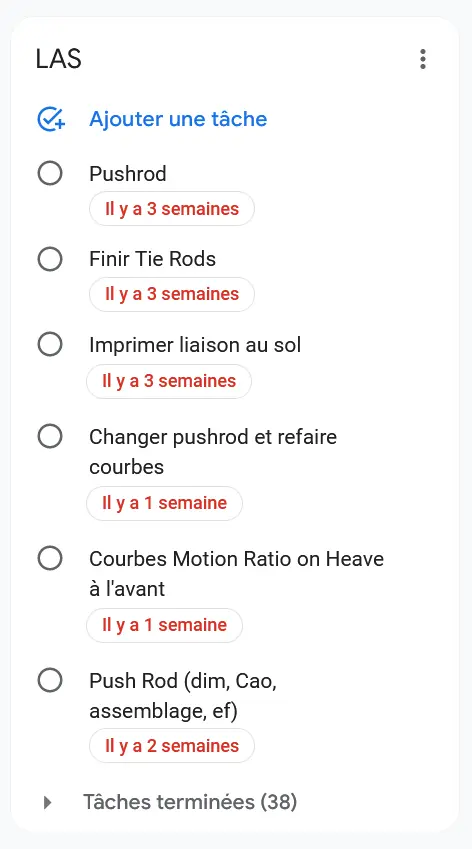 LAS
Ajouter une tâche
Pushrod
Il y a 3 semaines
Finir Tie Rods
Il y a 3 semaines
Imprimer liaison au sol
Il y a 3 semaines
Changer pushrod et refaire
courbes
Il y a 1 semaine
Courbes Motion Ratio on Heave
à l'avant
Il y a 1 semaine
Push Rod (dim, Cao,
assemblage, ef)
Il y a 2 semaines
Tâches terminées (38)